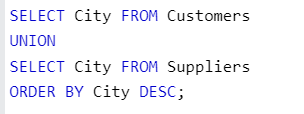 SELECT City FROM Customers
UNION
SELECT City FROM Suppliers
ORDER BY City DESC;